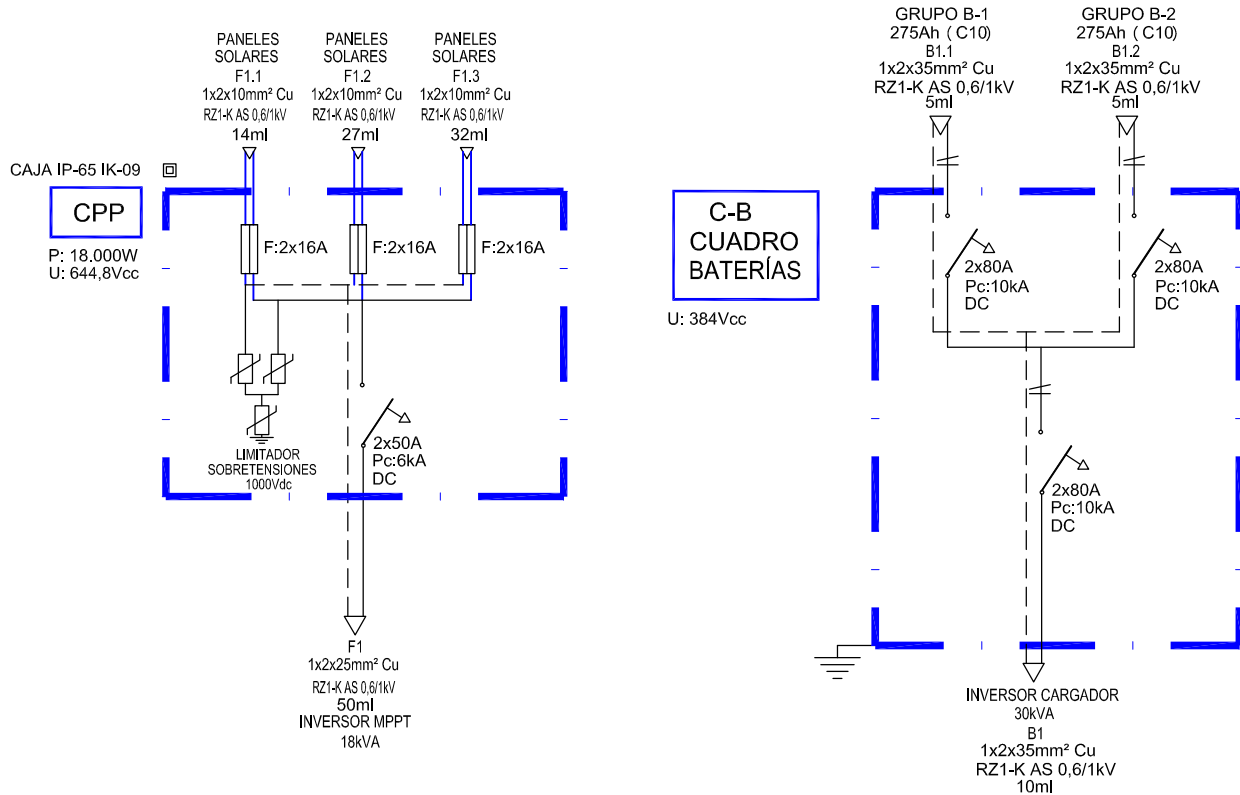 PANELES
SOLARES
F1.1
1x2x10mm² Cu
RZ1-K AS 0,6/1kV
14ml
PANELES
SOLARES
F1.2
1x2x10mm² Cu
RZ1-K AS 0,6/1kV
27ml
PANELES
SOLARES
F1.3
1x2x10mm² Cu
RZ1-K AS 0,6/1kV
32ml
CAJA IP-65 IK-09
CPP
P: 18.000W
U: 644,8Vcc
F:2x16A
F:2x16A
F:2x16A
LIMITADOR
SOBRETENSIONES
1000Vdc
2x50A
Pc:6kA
DC
F1
1x2x25mm² Cu
RZ1-K AS 0,6/1kV
50ml
INVERSOR MPPT
18kVA
GRUPO B-1
275Ah ( C10)
B1.1
1x2x35mm² Cu
RZ1-K AS 0,6/1kV
5ml
GRUPO B-2
275Ah ( C10)
B1.2
1x2x35mm² Cu
RZ1-K AS 0,6/1kV
5ml
C-B
CUADRO
BATERÍAS
U: 384Vcc
2x80A
Pc:10kA
DC
2x80A
Pc:10kA
DC
2x80A
Pc:10kA
DC
INVERSOR CARGADOR
30kVA
B1
1x2x35mm² Cu
RZ1-K AS 0,6/1kV
10ml